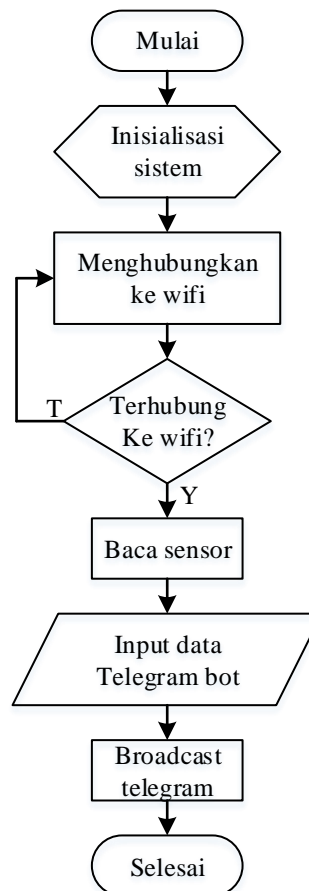 Mulai
Inisialisasi
sistem
Menghubungkan
ke wifi
T
Terhubung
Ke wifi?
Y
Baca sensor
Input data
Telegram bot
Broadcast
telegram
Selesai